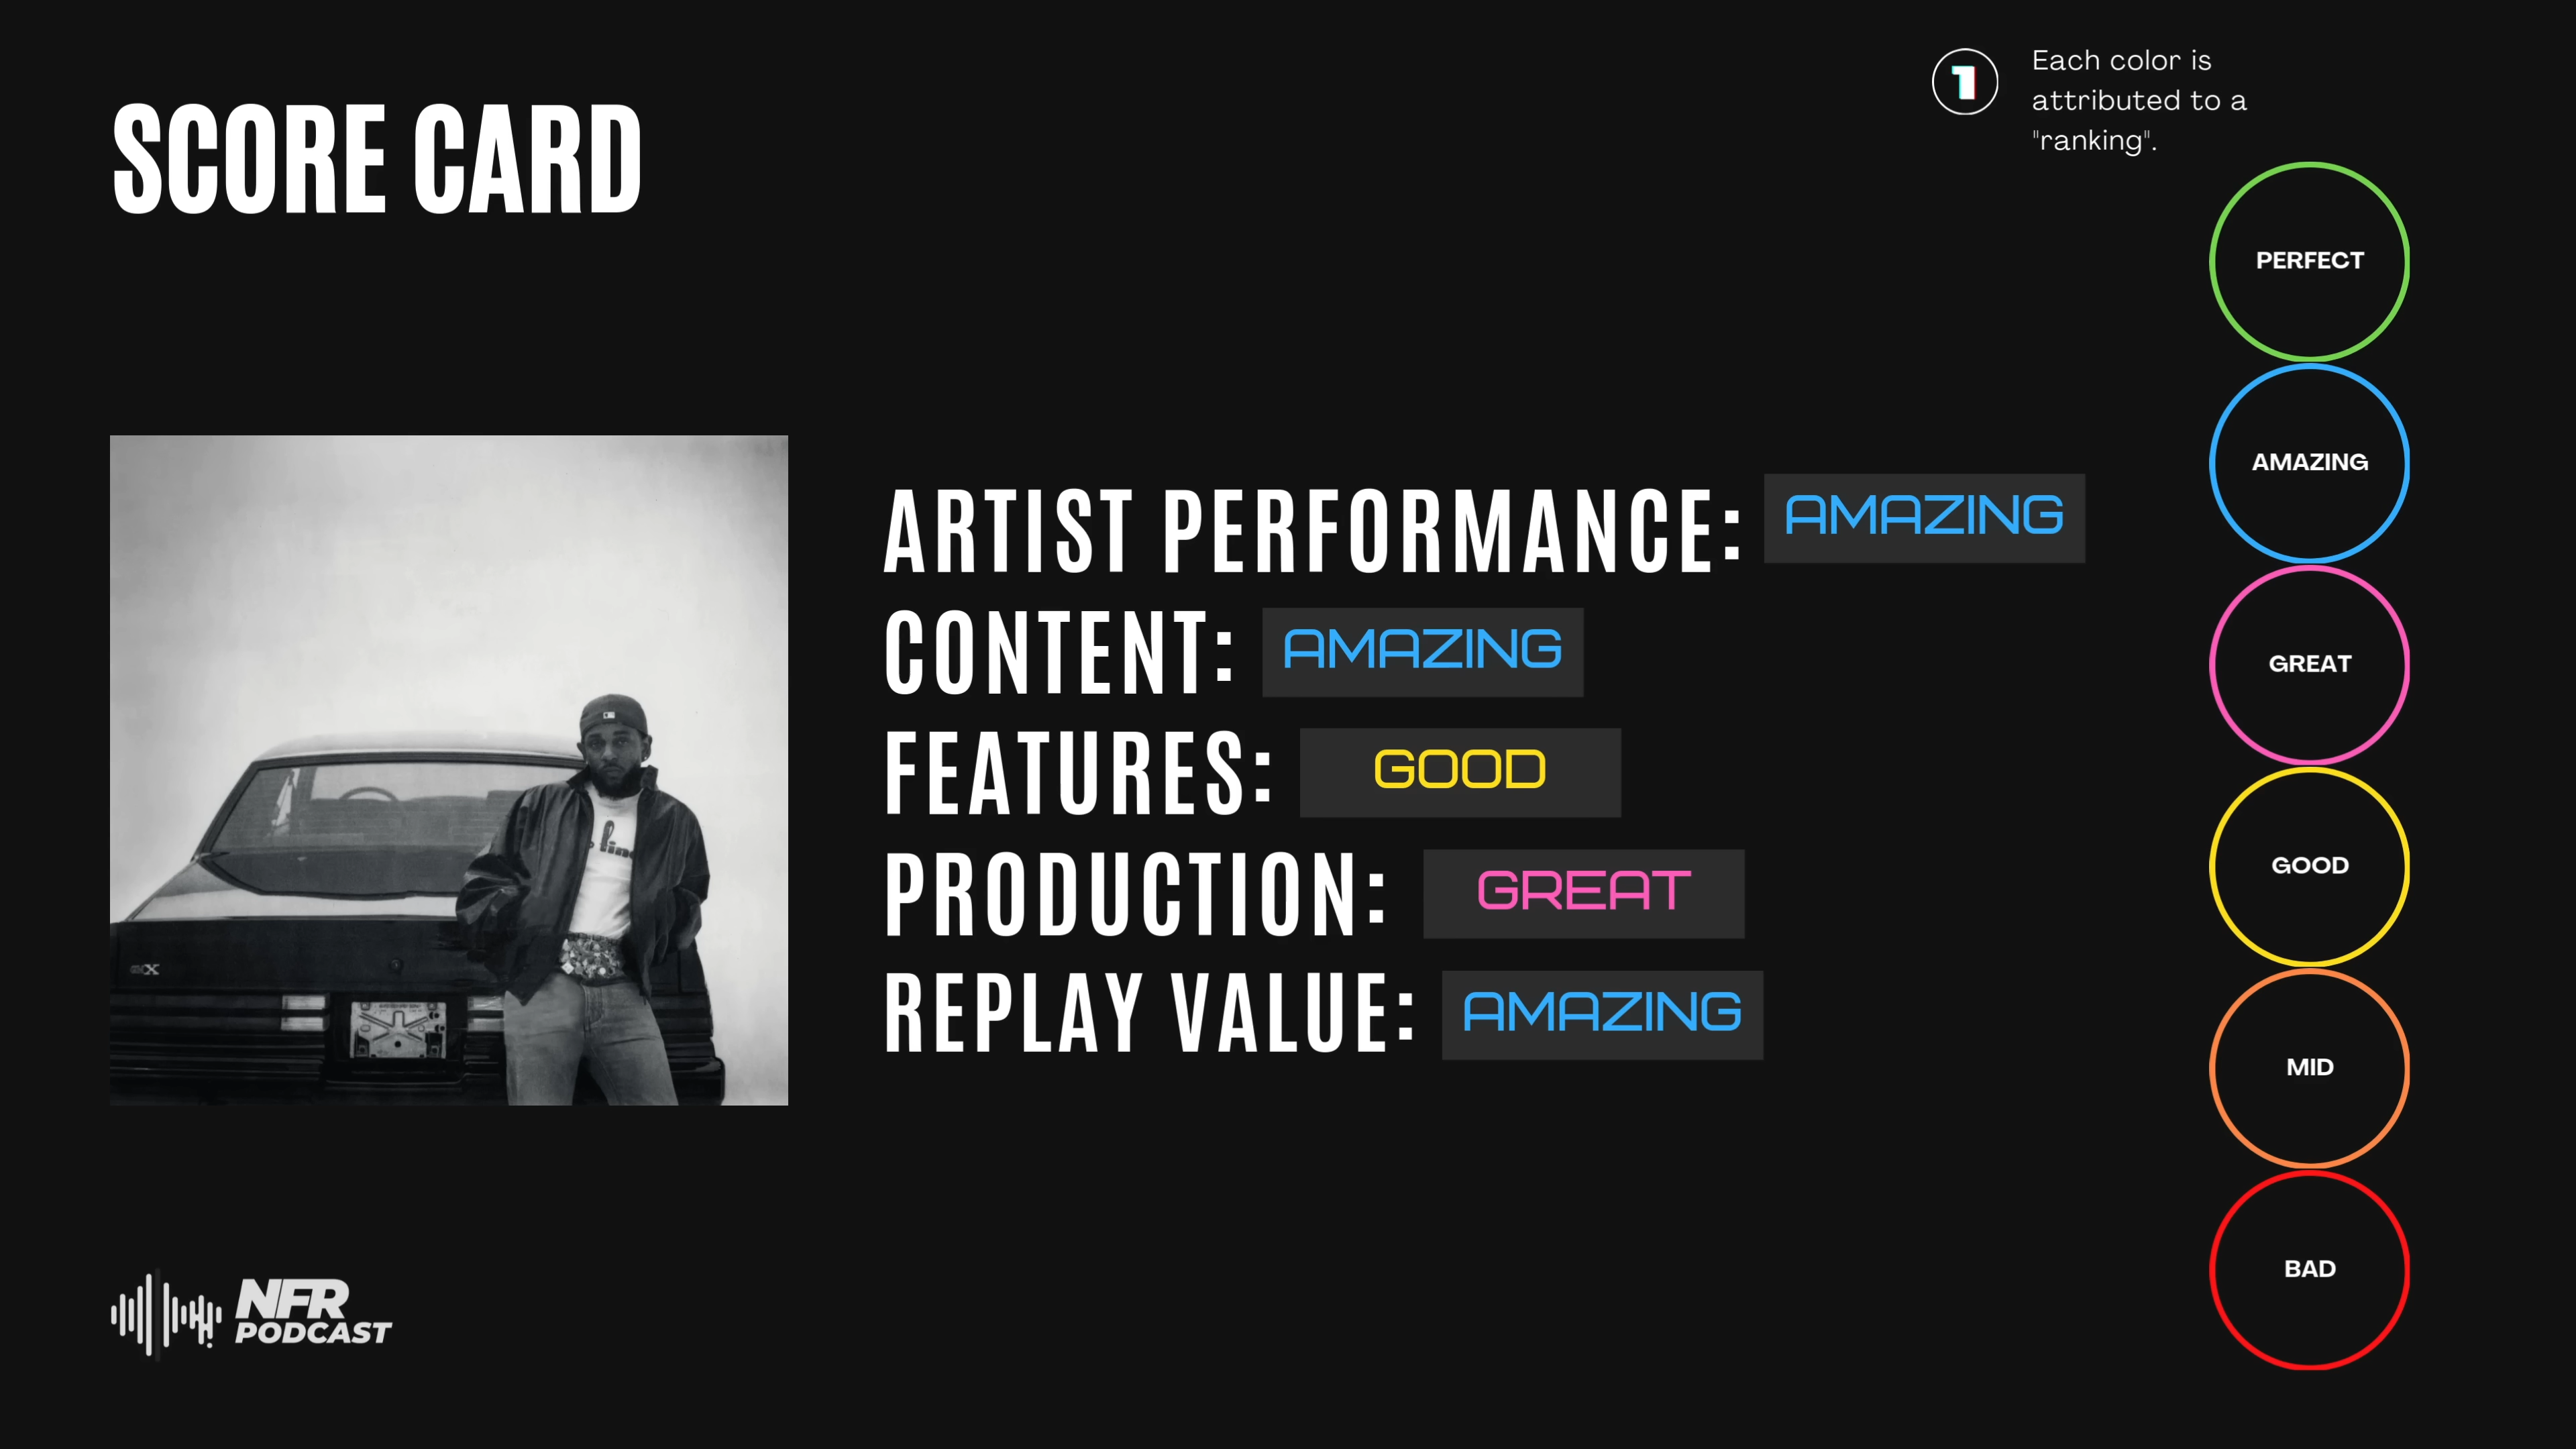 SCORE CARD
1
Each color is
attributed to a
"ranking".
PERFECT
AMAZING
GREAT
GOOD
MID
BAD
ARTIST PERFORMANCE: AMAZING
CONTENT: AMAZING
FEATURES: GOOD
PRODUCTION: GREAT
REPLAY VALUE: AMAZING
NFR
PODCAST